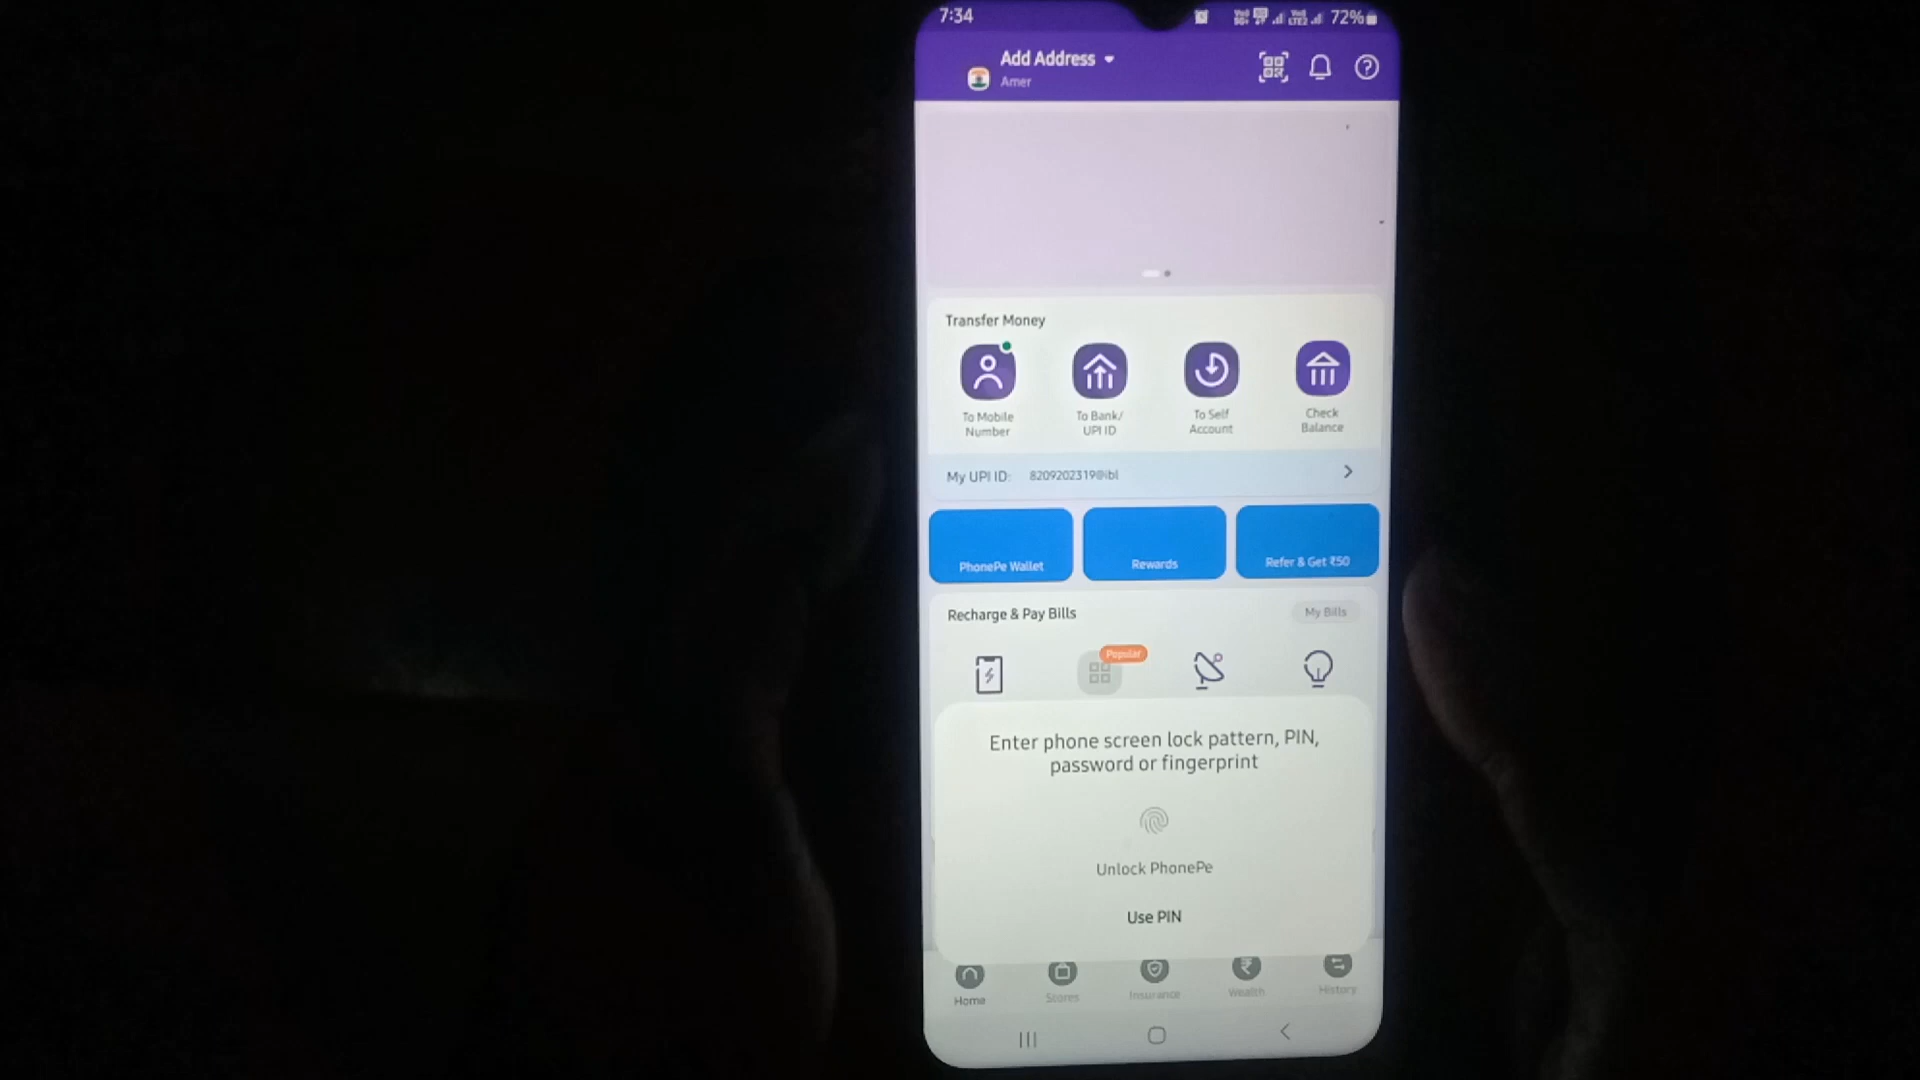 7:34
72%
Add Address
Amer
Transfer Money
To Mobile
Number
To Bank/
UPI ID
To Self
Account
Check
Balance
My UPI ID:
8209202319@ibl
PhonePe Wallet
Rewards
Refer & Get ₹50
Recharge & Pay Bills
My Bills
Popular
Enter phone screen lock pattern, PIN,
password or fingerprint
Unlock PhonePe
Use PIN
Home
Stores
Insurance
Wealth
History